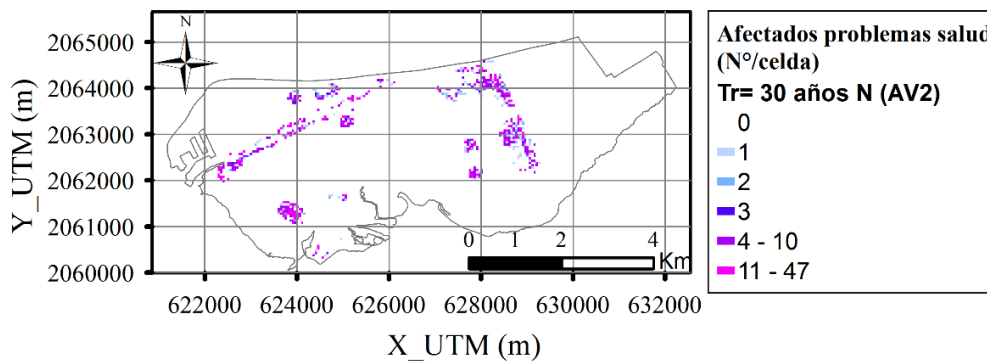 N
2065000
2064000
2063000
2062000
2061000
2060000
Y_UTM (m)
622000 624000 626000 628000 630000 632000
X_UTM (m)
0 1 2 4
Km
Afectados problemas salud
(N°/celda)
Tr= 30 años N (AV2)
0
1
2
3
4 - 10
11 - 47